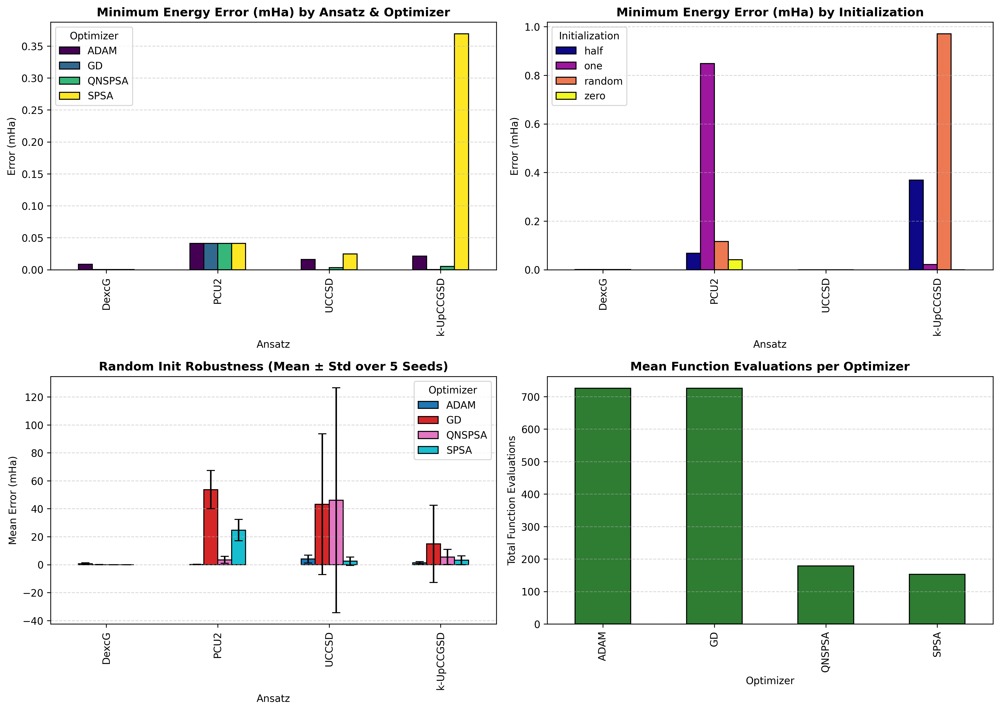 Minimum Energy Error (mHa) by Ansatz & Optimizer
Optimizer
ADAM
GD
QNSPSA
SPSA
Error (mHa)
0.35
0.30
0.25
0.20
0.15
0.10
0.05
0.00
DexcG
PCU2
UCCSD
k-UpCCGSD
Ansatz
Minimum Energy Error (mHa) by Initialization
Initialization
half
one
random
zero
Error (mHa)
1.0
0.8
0.6
0.4
0.2
0.0
DexcG
PCU2
UCCSD
k-UpCCGSD
Ansatz
Random Init Robustness (Mean ± Std over 5 Seeds)
Optimizer
ADAM
GD
QNSPSA
SPSA
Mean Error (mHa)
120
100
80
60
40
20
0
−20
−40
DexcG
PCU2
UCCSD
k-UpCCGSD
Ansatz
Mean Function Evaluations per Optimizer
Total Function Evaluations
700
600
500
400
300
200
100
0
ADAM
GD
QNSPSA
SPSA
Optimizer